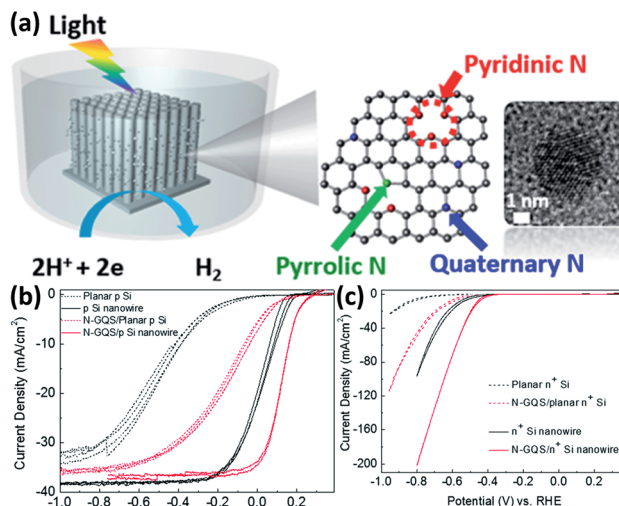 (a)
Light
Pyridinic N
1 nm
2H⁺ + 2e
H₂
Pyrrolic N
Quaternary N
(b)
0
-10
-20
-30
-40
Current Density (mA/cm²)
Planar p Si
p Si nanowire
N-GQS/Planar p Si
N-GQS/p Si nanowire
-1.0
-0.8
-0.6
-0.4
-0.2
0.0
0.2
(c)
0
-40
-80
-120
-160
-200
Current Density (mA/cm²)
Planar n⁺ Si
N-GQS/planar n⁺ Si
n⁺ Si nanowire
N-GQS/n⁺ Si nanowire
-1.0
-0.8
-0.6
-0.4
-0.2
0.0
0.2
Potential (V) vs. RHE